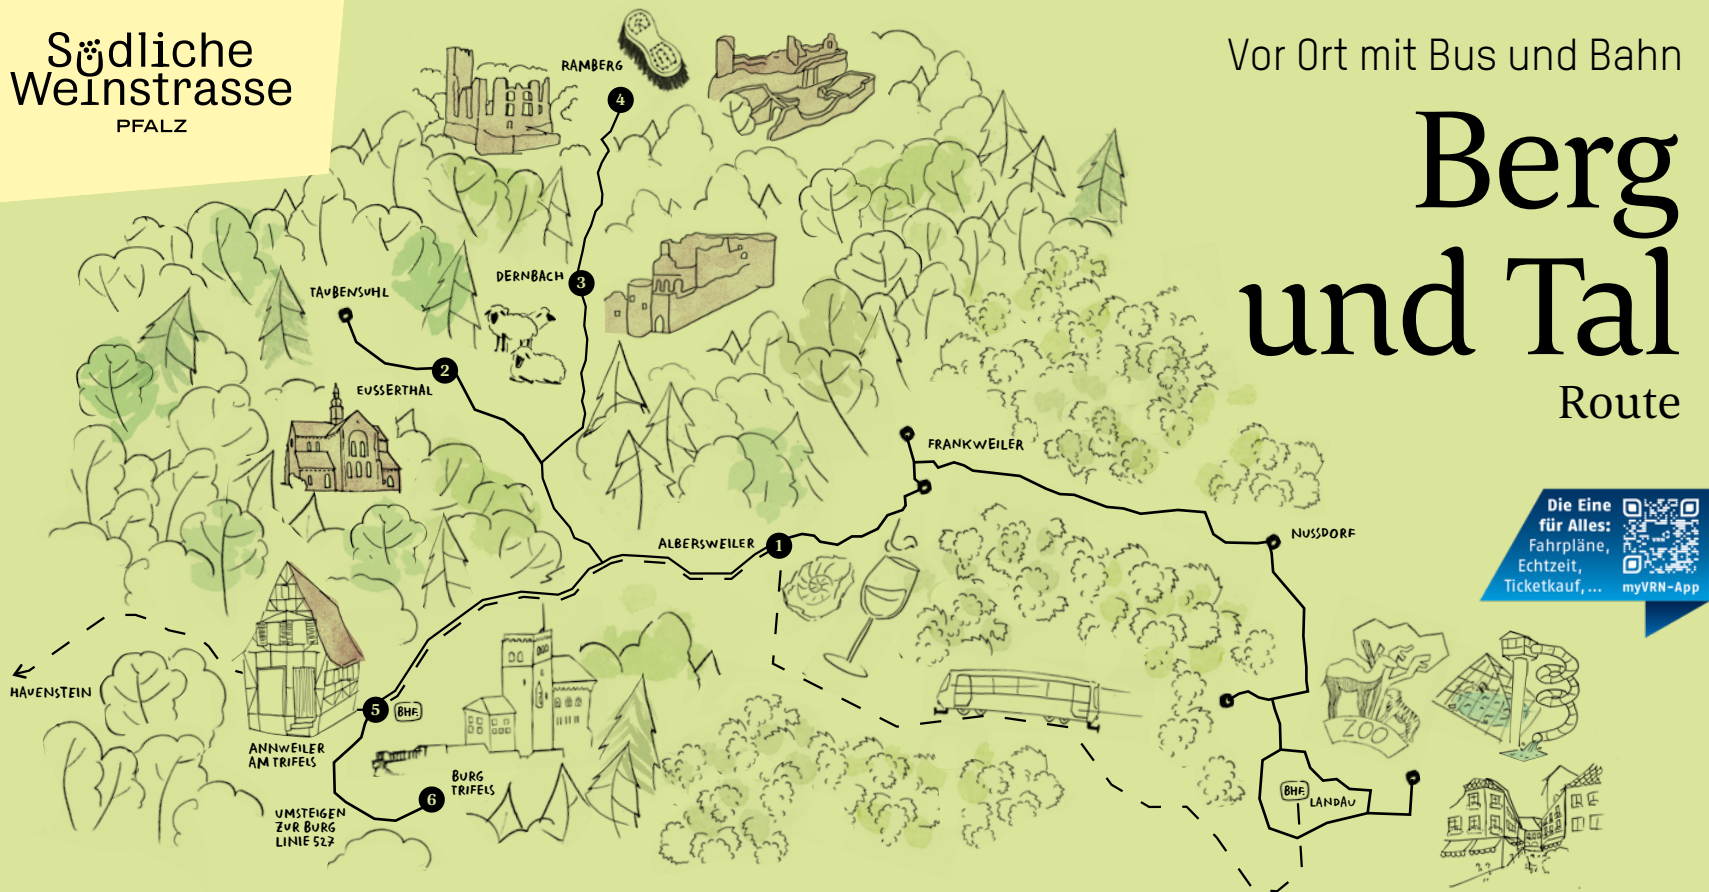 Südliche
Weinstrasse
PFALZ
Vor Ort mit Bus und Bahn
Berg
und Tal
Route
RAMBERG
4
DERNBACH
3
TAUBENSUHL
2
EUSSERTHAL
FRANKWEILER
ALBERSWEILER
1
NUSSDORF
Die Eine
für Alles:
Fahrpläne,
Echtzeit,
Ticketkauf, ...
myVRN-App
HAUENSTEIN
5
BHF.
ANNWEILER
AM TRIFELS
BURG
TRIFELS
6
UMSTEIGEN
ZUR BURG
LINIE 527
ZOO
BHF.
LANDAU